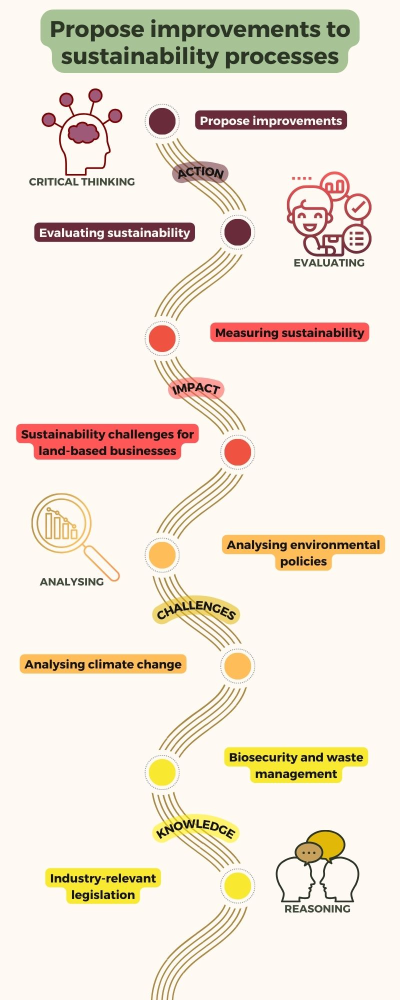 Propose improvements to
sustainability processes
Propose improvements
ACTION
CRITICAL THINKING
Evaluating sustainability
EVALUATING
Measuring sustainability
IMPACT
Sustainability challenges for
land-based businesses
Analysing environmental
policies
ANALYSING
CHALLENGES
Analysing climate change
Biosecurity and waste
management
KNOWLEDGE
Industry-relevant
legislation
REASONING